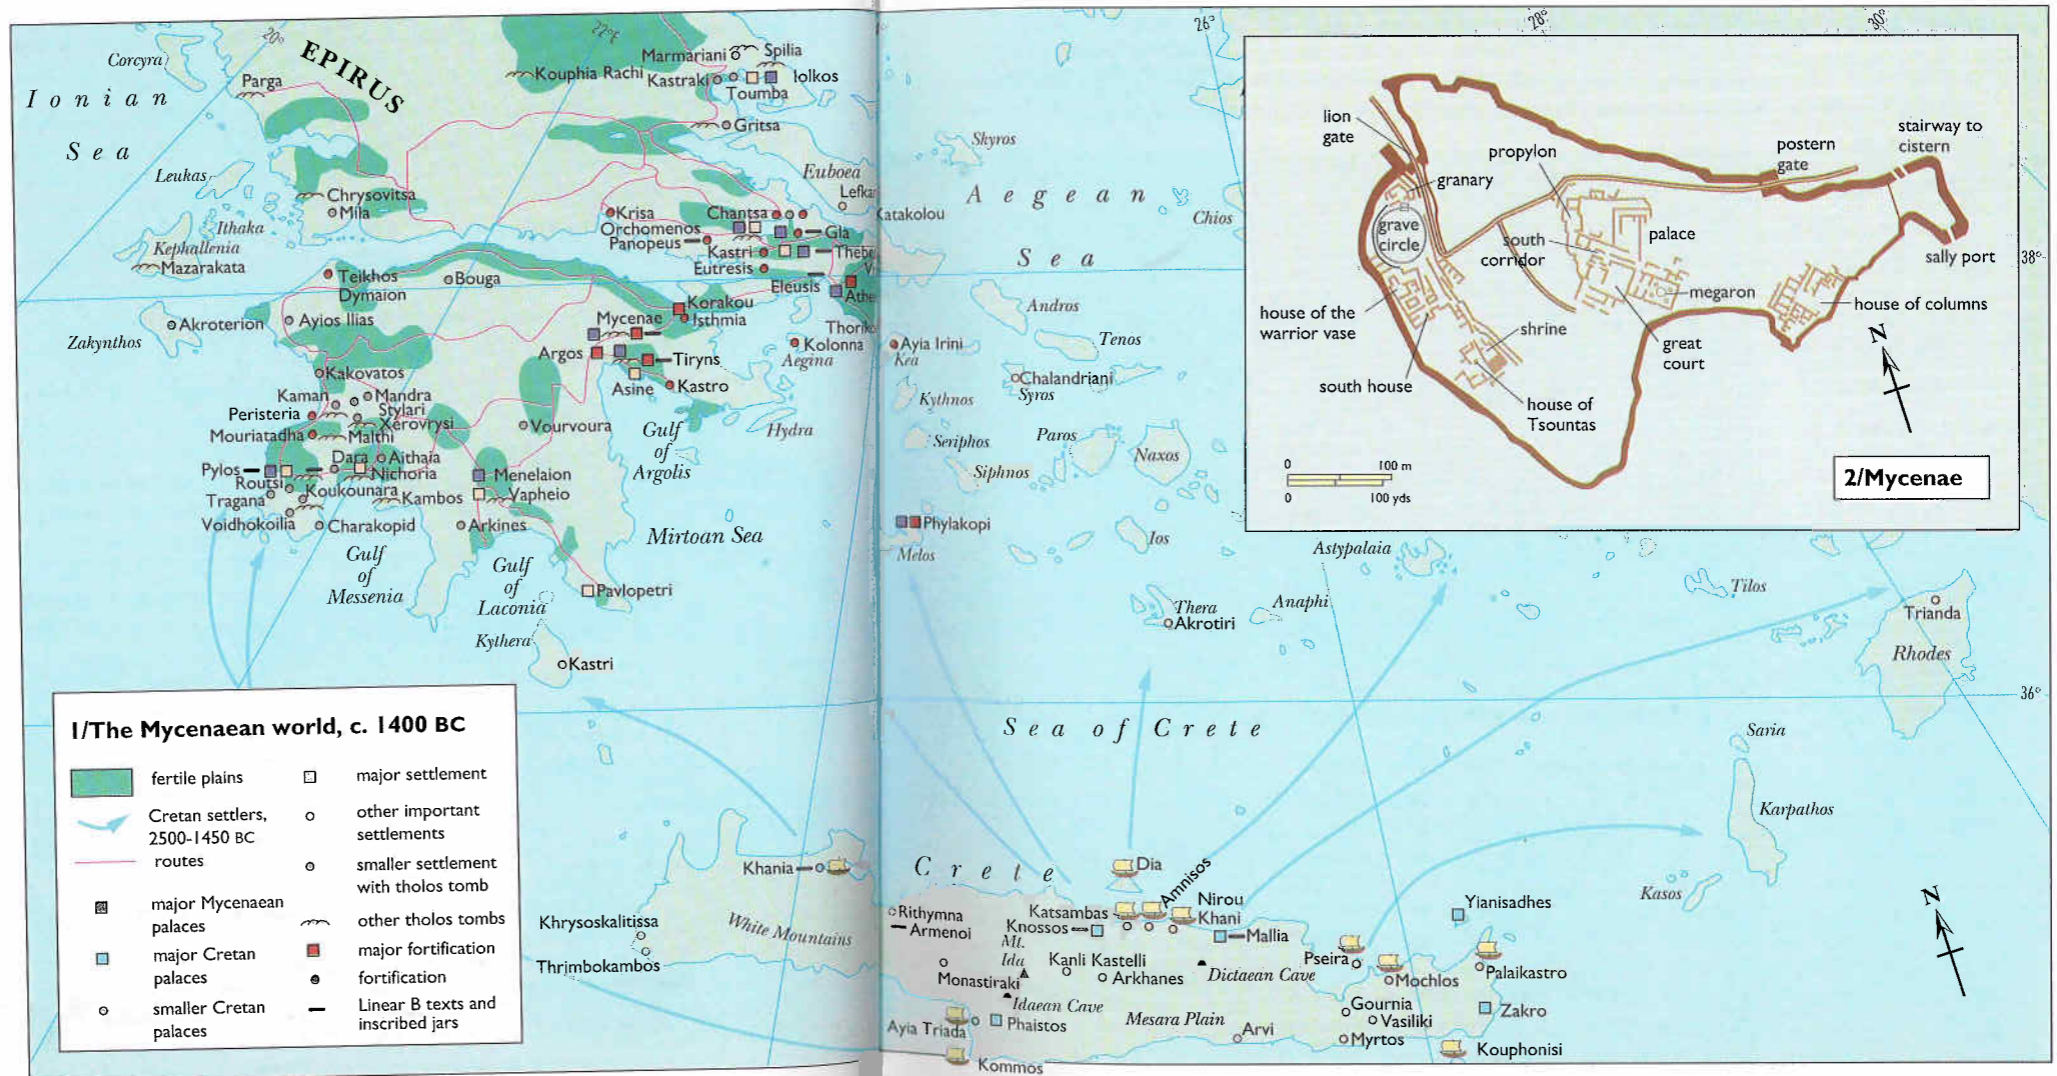 20°
22°E
26°
28°
30°
Corcyra
EPIRUS
Parga
Ionian
Sea
Kouphia Rachi
Marmariani
Spilia
Kastraki
Iolkos
Toumba
Gritsa
Skyros
Leukas
Chrysovitsa
Mila
Ithaka
Kephallenia
Mazarakata
Euboea
Lefka
Katakolou
Aegean
Sea
Chios
Krisa
Chantsa
Orchomenos
Gla
Panopeus
Kastri
Eutresis
Eleusis
Teikhos
Dymaion
Bouga
Korakou
Isthmia
Akroterion
Zakynthos
Ayios Ilias
Mycenae
Argos
Tiryns
Asine
Kastro
Kolonna
Aegina
Ayia Irini
Kea
Andros
Tenos
Chalandriani
Syros
Kythnos
Seriphos
Siphnos
Paros
Naxos
Kakovatos
Kaman
Mandra
Stylari
Peristeria
Xerovrysi
Mouriatadha
Malthi
Vourvoura
Gulf
of
Argolis
Hydra
Dara
Aithaia
Pylos
Nichoria
Routsi
Koukounara
Kambos
Tragana
Voidhokoilia
Charakopid
Menelaion
Vapheio
Arkines
Mirtoan Sea
Gulf
of
Messenia
Gulf
of
Laconia
Pavlopetri
Kythera
Kastri
Phylakopi
Melos
Ios
Thera
Akrotiri
Anaphi
Astypalaia
Tilos
Trianda
Rhodes
38°
36°
Sea of Crete
Saria
Karpathos
Kasos
Khania
Crete
Dia
Amnisos
Nirou
Khani
Katsambas
Knossos
Mallia
Rithymna
Armenoi
White Mountains
Khrysoskalitissa
Thrimbokambos
Mt.
Ida
Monastiraki
Kanli Kastelli
Arkhanes
Dictaean Cave
Idaean Cave
Phaistos
Ayia Triada
Kommos
Mesara Plain
Arvi
Pseira
Mochlos
Gournia
Vasiliki
Myrtos
Yianisadhes
Palaikastro
Zakro
Kouphonisi
N
1/The Mycenaean world, c. 1400 BC
fertile plains
Cretan settlers,
2500-1450 BC
routes
major Mycenaean
palaces
major Cretan
palaces
smaller Cretan
palaces
major settlement
other important
settlements
smaller settlement
with tholos tomb
other tholos tombs
major fortification
fortification
Linear B texts and
inscribed jars
lion
gate
granary
grave
circle
propylon
postern
gate
stairway to
cistern
palace
south
corridor
megaron
sally port
house of columns
house of the
warrior vase
shrine
great
court
south house
house of
Tsountas
0 100 m
0 100 yds
N
2/Mycenae